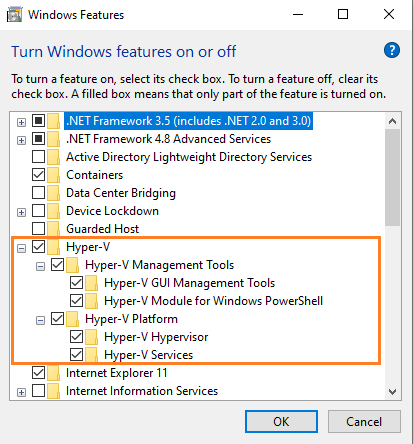 Windows Features
Turn Windows features on or off
To turn a feature on, select its check box. To turn a feature off, clear its
check box. A filled box means that only part of the feature is turned on.
.NET Framework 3.5 (includes .NET 2.0 and 3.0)
.NET Framework 4.8 Advanced Services
Active Directory Lightweight Directory Services
Containers
Data Center Bridging
Device Lockdown
Guarded Host
Hyper-V
Hyper-V Management Tools
Hyper-V GUI Management Tools
Hyper-V Module for Windows PowerShell
Hyper-V Platform
Hyper-V Hypervisor
Hyper-V Services
Internet Explorer 11
Internet Information Services
OK Cancel